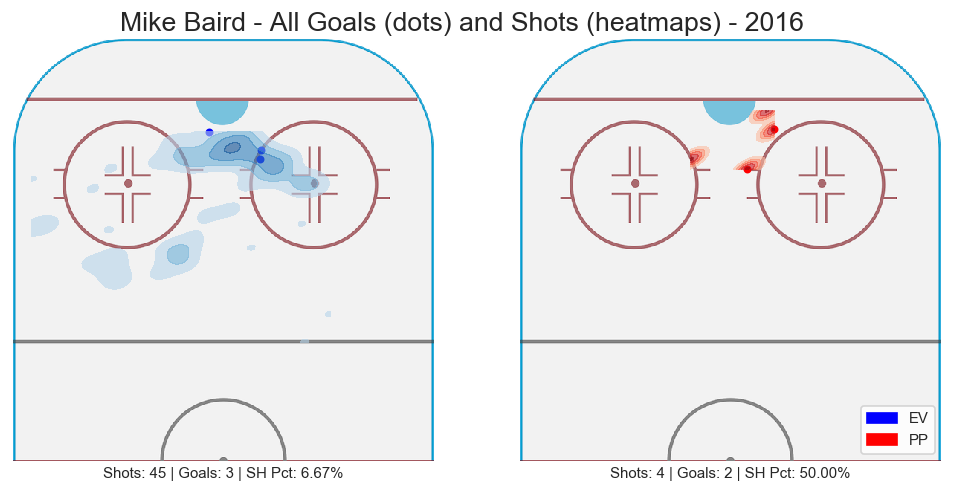 Mike Baird - All Goals (dots) and Shots (heatmaps) - 2016
EV
PP
Shots: 45 | Goals: 3 | SH Pct: 6.67%
Shots: 4 | Goals: 2 | SH Pct: 50.00%